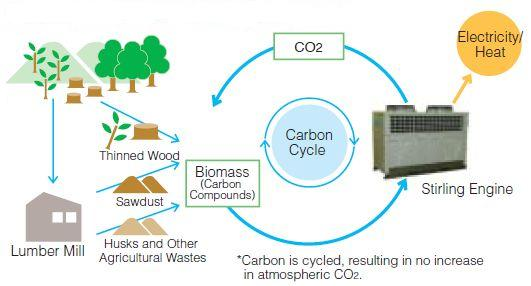 Electricity/
Heat
CO2
Carbon
Cycle
Thinned Wood
Biomass
(Carbon
Compounds)
Sawdust
Stirling Engine
Lumber Mill
Husks and Other
Agricultural Wastes
*Carbon is cycled, resulting in no increase
in atmospheric CO2.